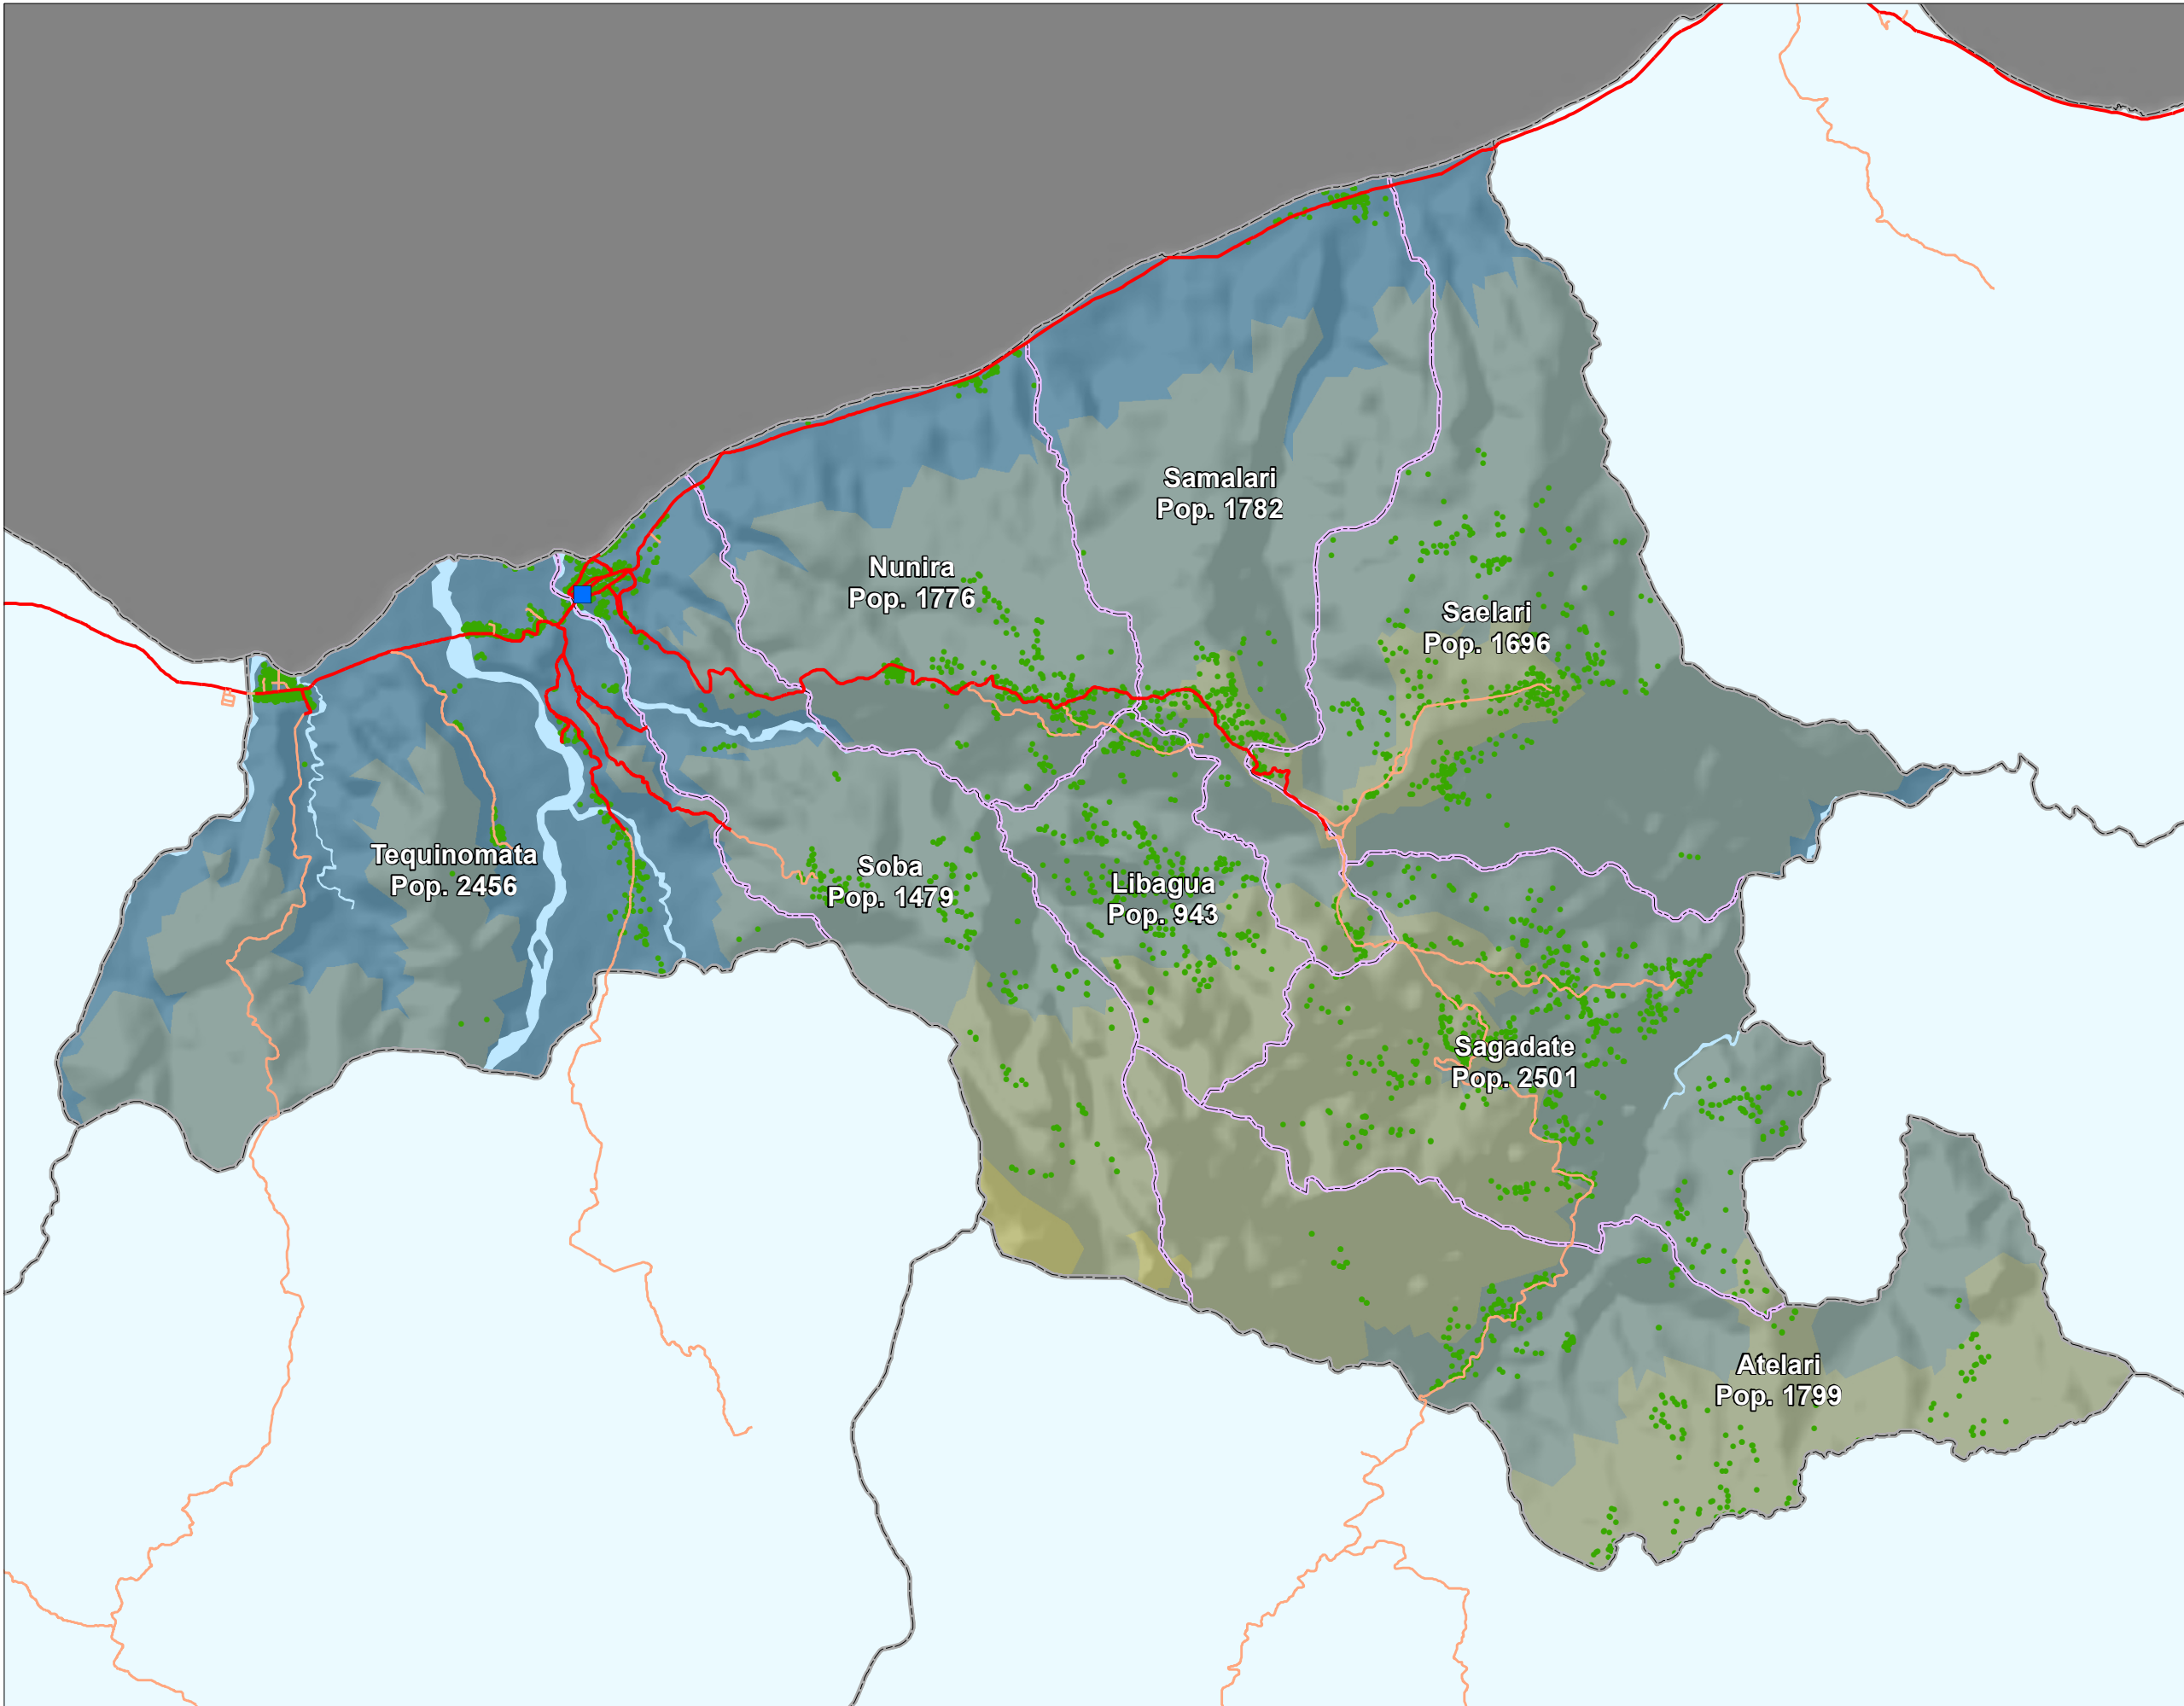 Samalari
Pop. 1782
Nunira
Pop. 1776
Saelari
Pop. 1696
Tequinomata
Pop. 2456
Soba
Pop. 1479
Libagua
Pop. 943
Sagadate
Pop. 2501
Atelari
Pop. 1799